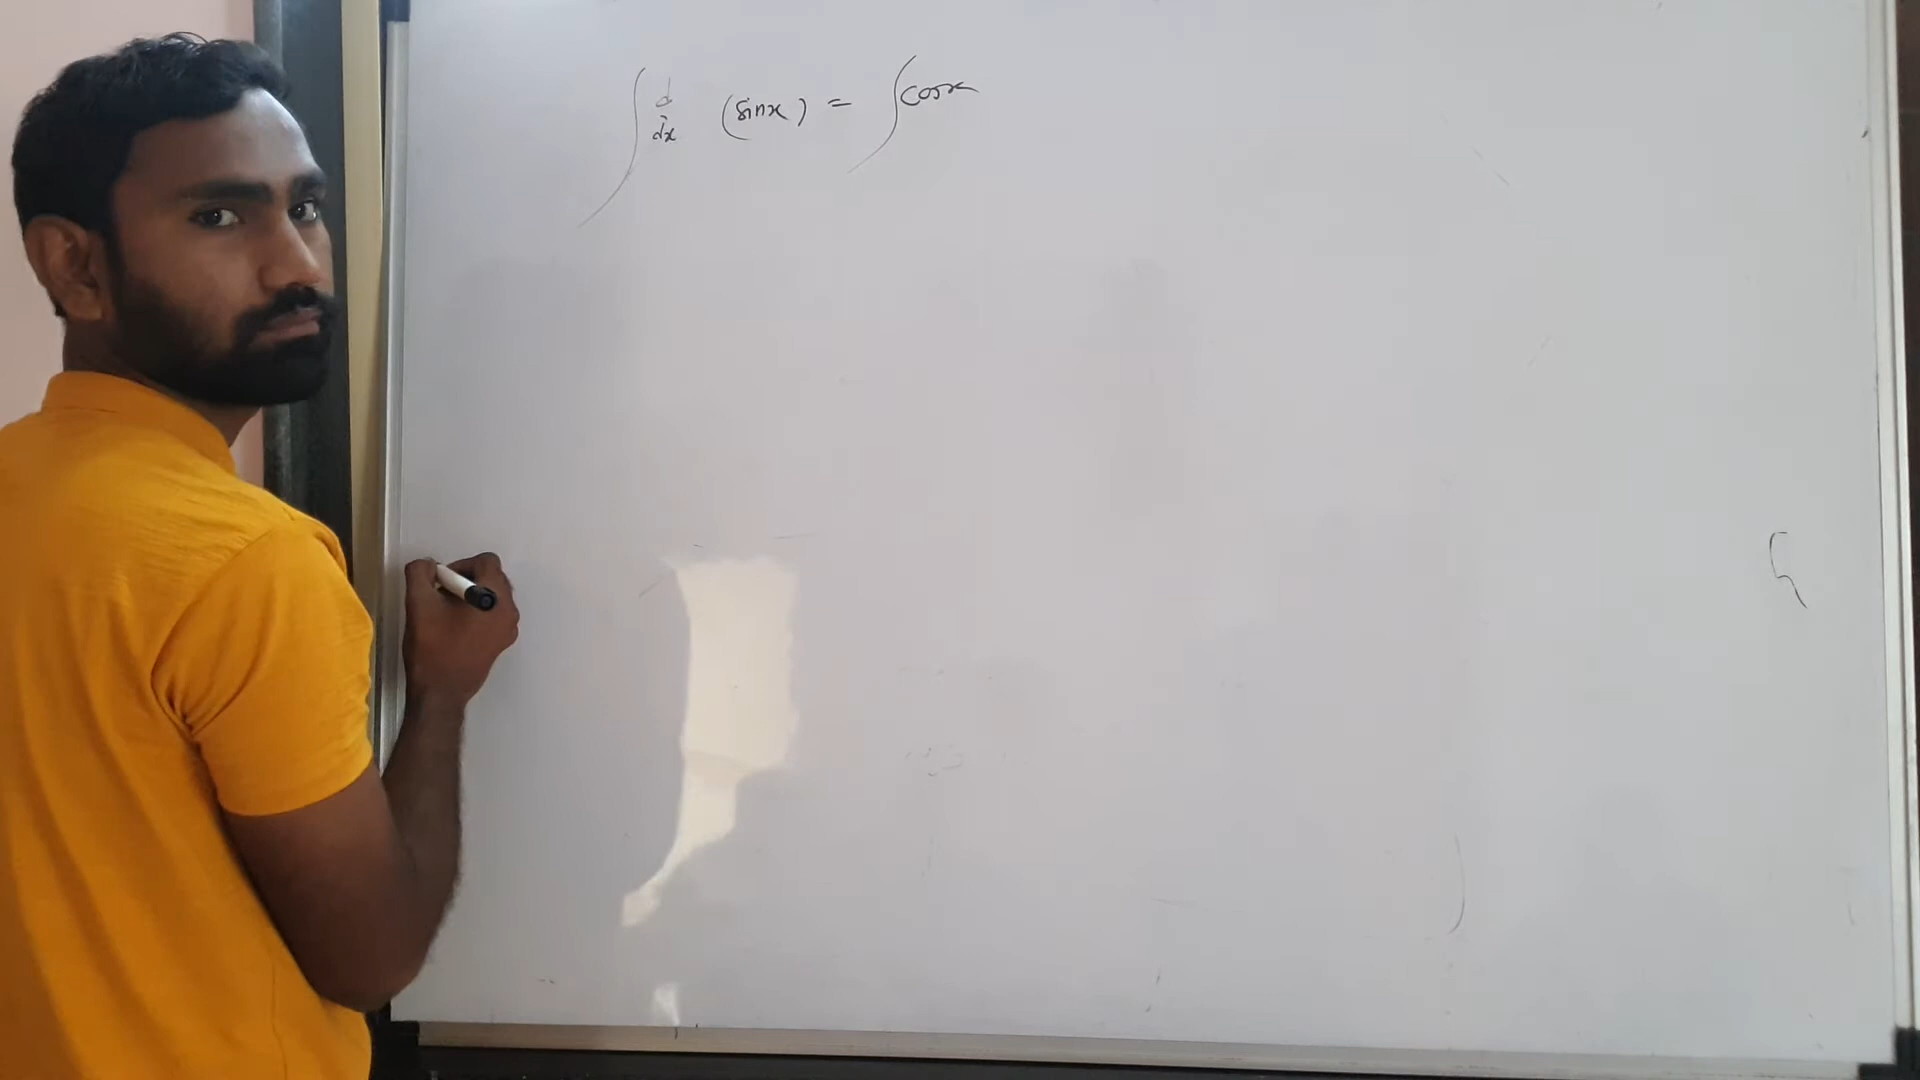 ∫ d/dx (sinx) = ∫cosx